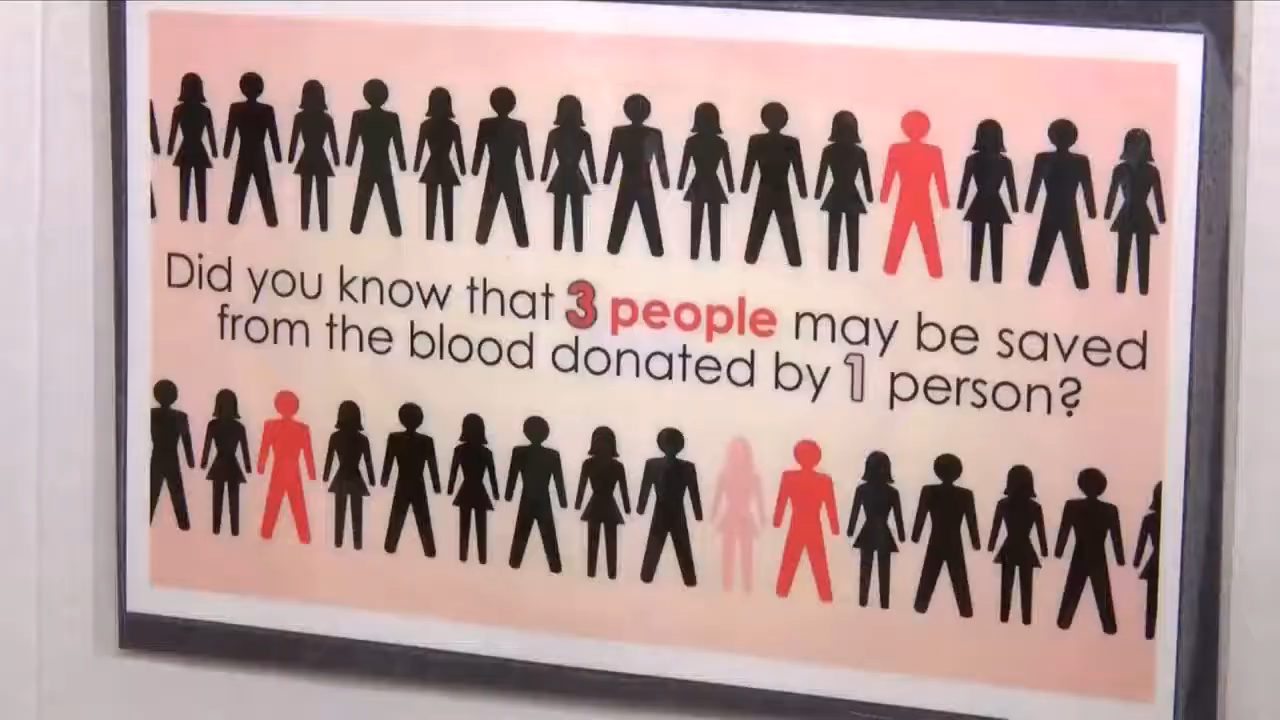 Did you know that 3 people may be saved
from the blood donated by 1 person?